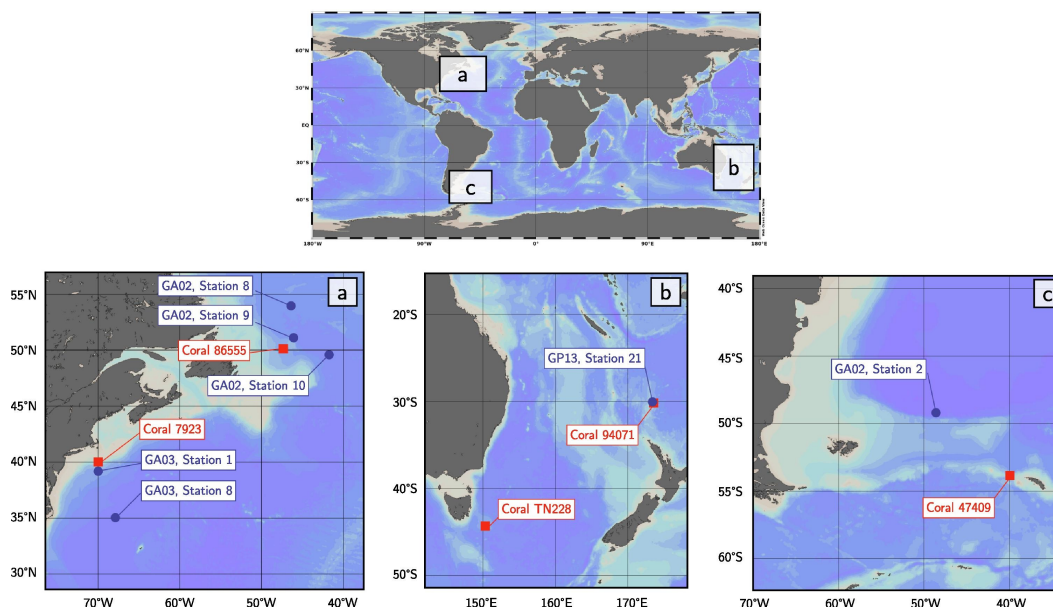 60°N
a
30°N
EQ
b
30°S
c
60°S
180°W
90°W
0°
90°E
180°E
Ocean Data View
a
55°N
50°N
45°N
40°N
35°N
30°N
GA02, Station 8
GA02, Station 9
Coral 86555
GA02, Station 10
Coral 7923
GA03, Station 1
GA03, Station 8
70°W
60°W
50°W
40°W
b
20°S
30°S
40°S
50°S
GP13, Station 21
Coral 94071
Coral TN228
150°E
160°E
170°E
c
40°S
45°S
50°S
55°S
60°S
GA02, Station 2
Coral 47409
70°W
60°W
50°W
40°W